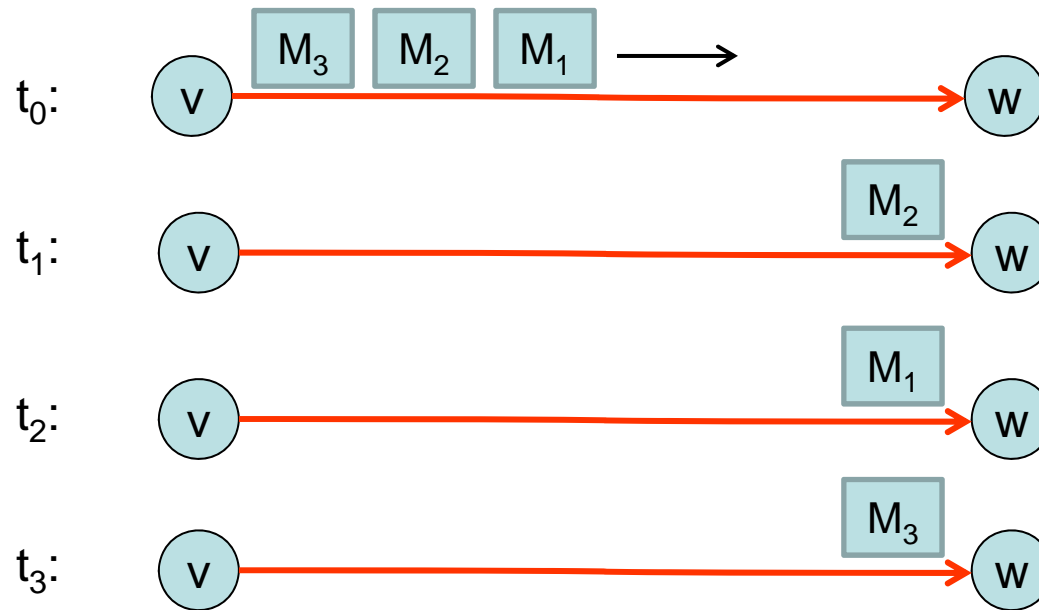 M₃ M₂ M₁
t₀: v w
M₂
t₁: v w
M₁
t₂: v w
M₃
t₃: v w